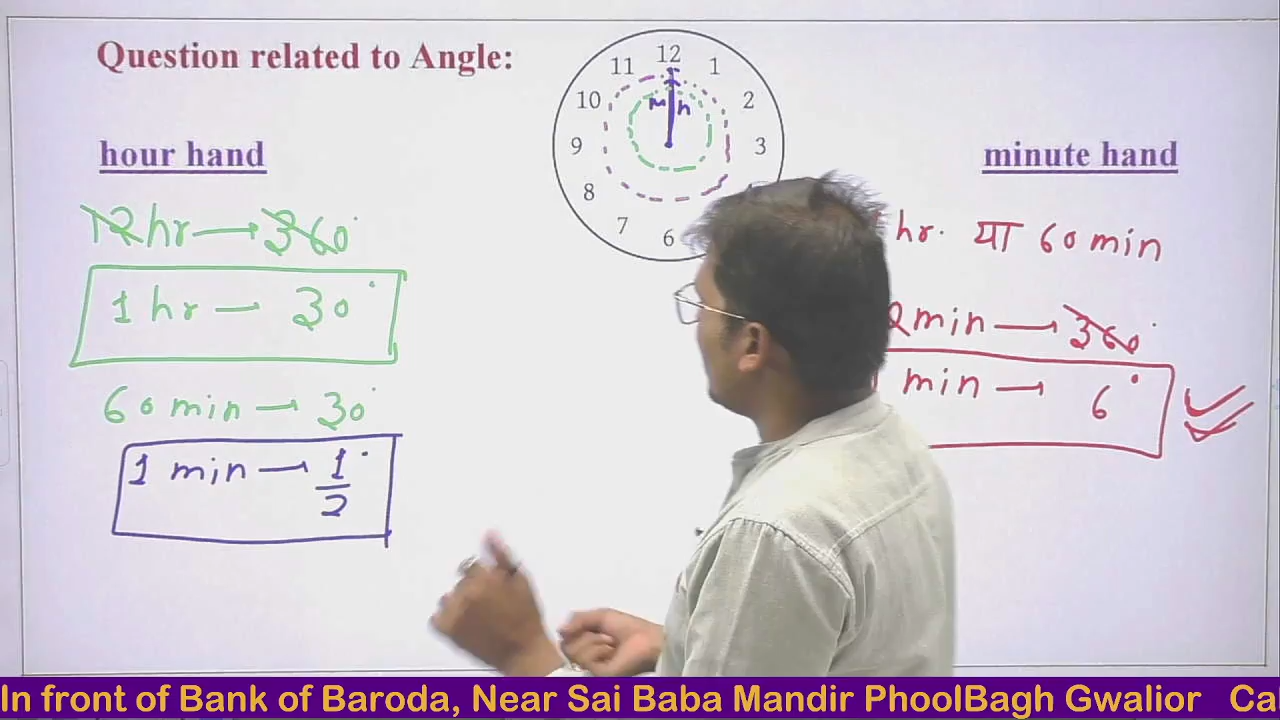 Question related to Angle:
12
11 1
10 2
M h
9 3
8
7 6
hour hand
12 hr → 360°
1 hr — 30°
60 min → 30°
1 min → 1/2°
minute hand
hr. या 60 min
min → 360°
min → 6°
In front of Bank of Baroda, Near Sai Baba Mandir PhoolBagh Gwalior